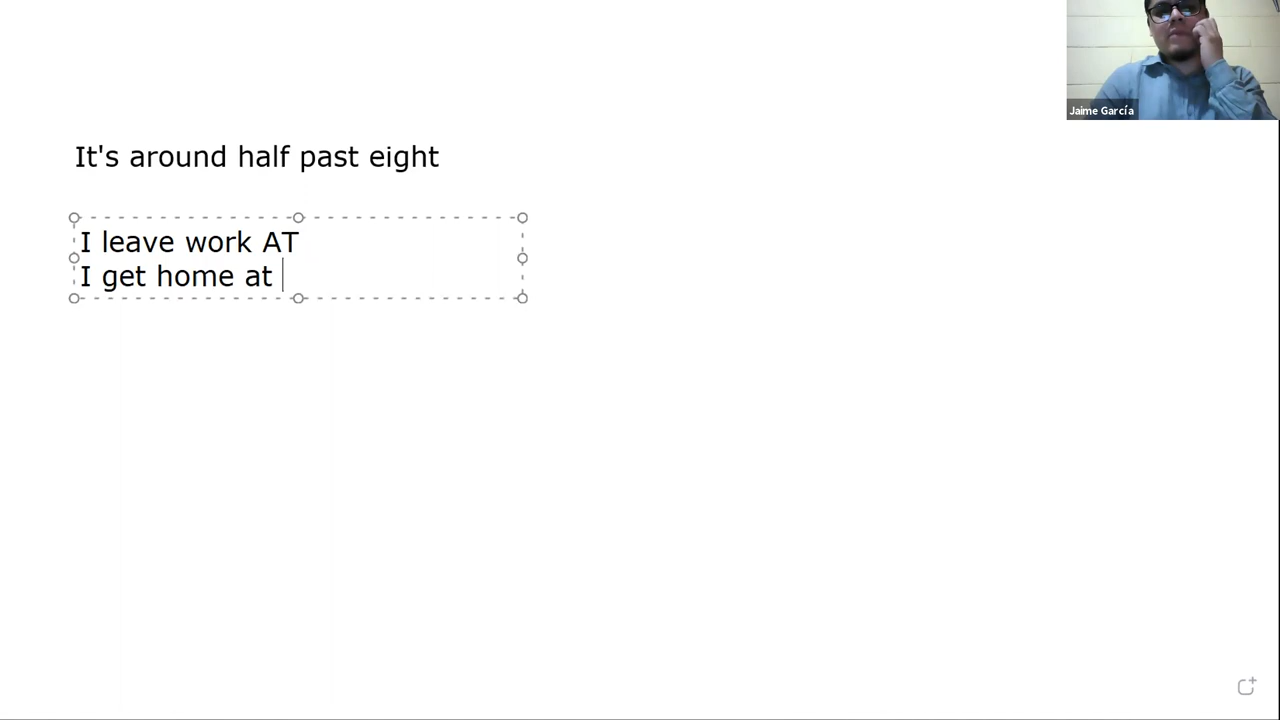 Jaime García
It's around half past eight
I leave work AT
I get home at